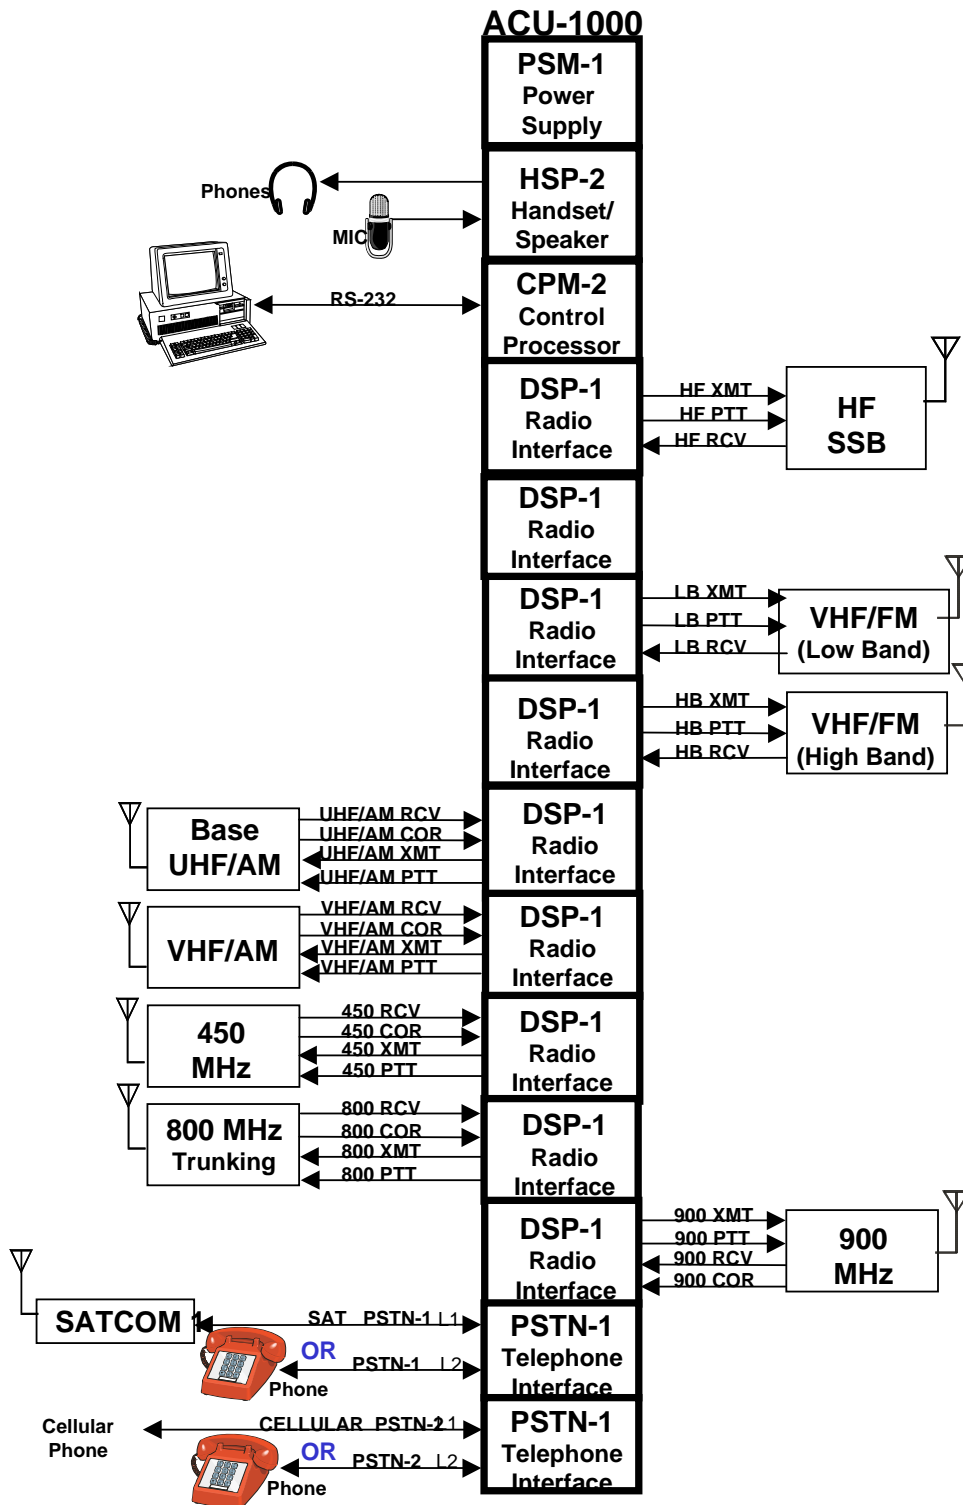 ACU-1000
PSM-1
Power
Supply
Phones
HSP-2
Handset/
Speaker
MIC
CPM-2
Control
Processor
RS-232
DSP-1
Radio
Interface
HF XMT
HF PTT
HF RCV
HF
SSB
DSP-1
Radio
Interface
DSP-1
Radio
Interface
LB XMT
LB PTT
LB RCV
VHF/FM
(Low Band)
DSP-1
Radio
Interface
HB XMT
HB PTT
HB RCV
VHF/FM
(High Band)
Base
UHF/AM
UHF/AM RCV
UHF/AM COR
UHF/AM XMT
UHF/AM PTT
DSP-1
Radio
Interface
VHF/AM
VHF/AM RCV
VHF/AM COR
VHF/AM XMT
VHF/AM PTT
DSP-1
Radio
Interface
450
MHz
450 RCV
450 COR
450 XMT
450 PTT
DSP-1
Radio
Interface
800 MHz
Trunking
800 RCV
800 COR
800 XMT
800 PTT
DSP-1
Radio
Interface
DSP-1
Radio
Interface
900 XMT
900 PTT
900 RCV
900 COR
900
MHz
SATCOM 1
SAT PSTN-1 L1
OR
PSTN-1 L2
Phone
PSTN-1
Telephone
Interface
Cellular
Phone
CELLULAR PSTN-2 L1
OR
PSTN-2 L2
Phone
PSTN-1
Telephone
Interface